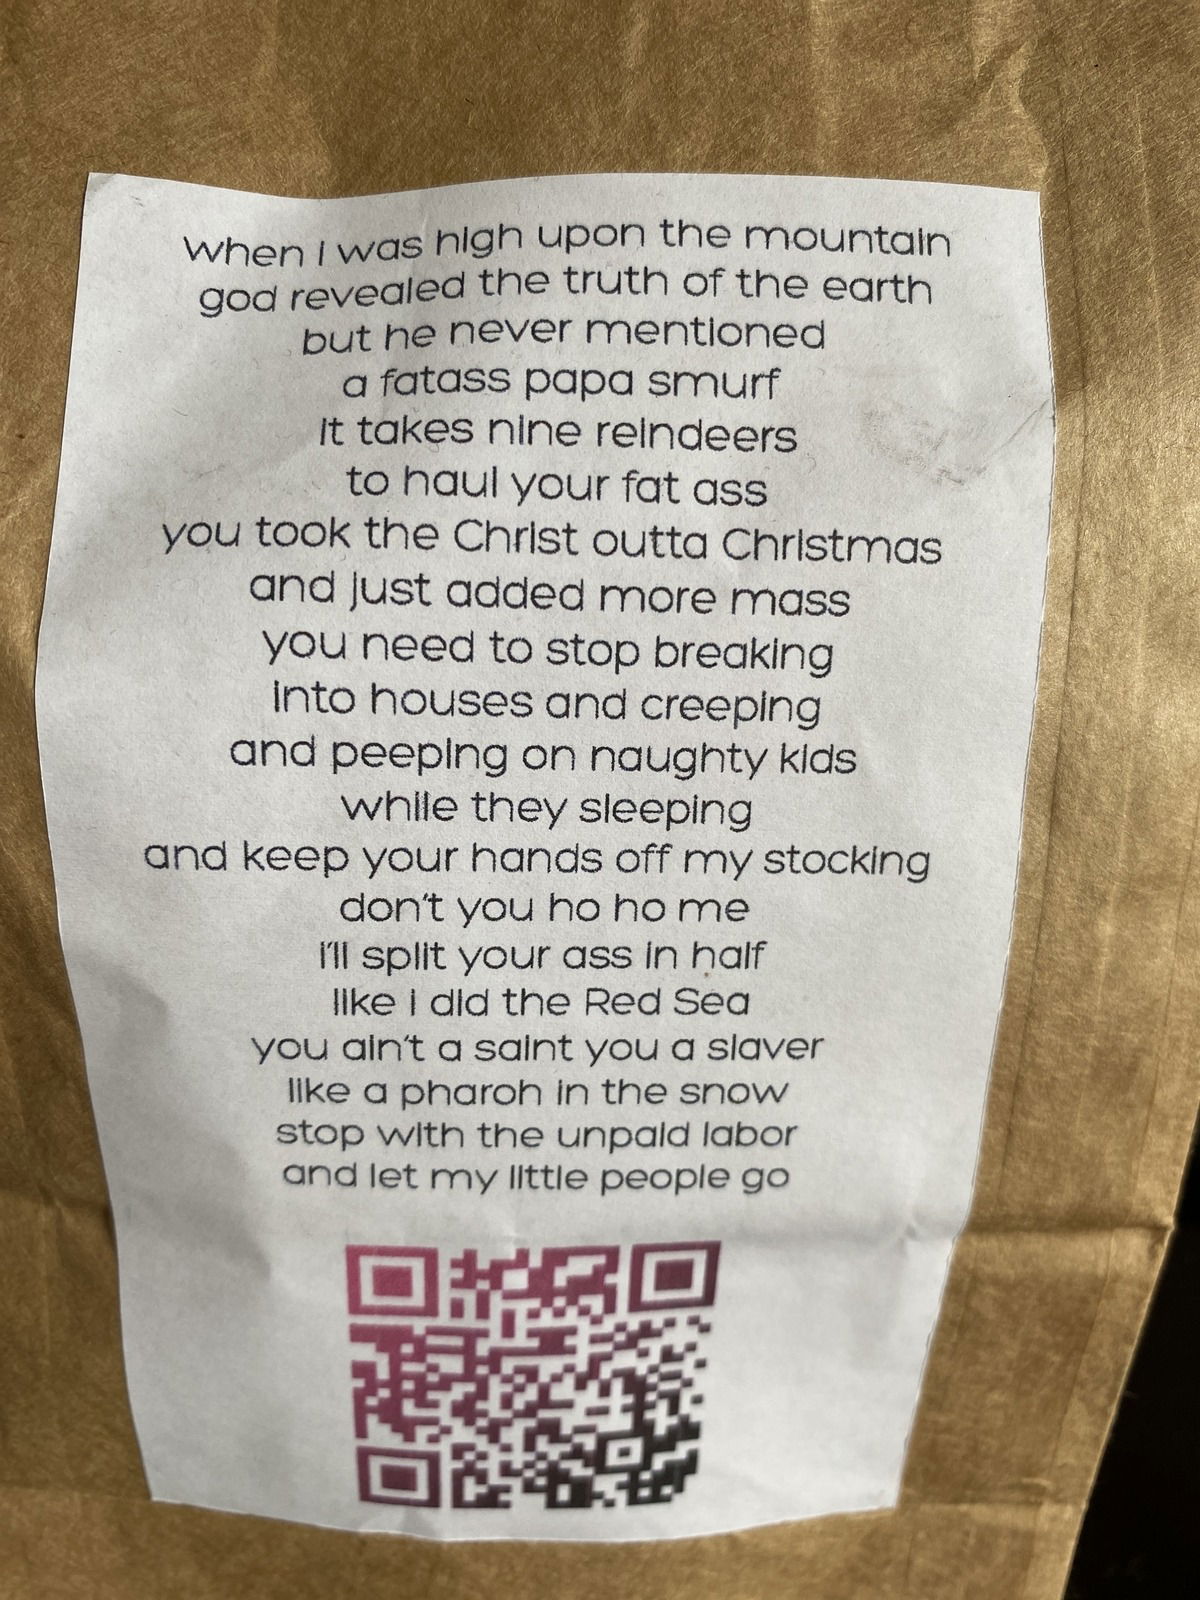 when I was high upon the mountain
god revealed the truth of the earth
but he never mentioned
a fatass papa smurf
it takes nine reindeers
to haul your fat ass
you took the Christ outta Christmas
and just added more mass
you need to stop breaking
into houses and creeping
and peeping on naughty kids
while they sleeping
and keep your hands off my stocking
don't you ho ho me
i'll split your ass in half
like I did the Red Sea
you ain't a saint you a slaver
like a pharoh in the snow
stop with the unpaid labor
and let my little people go